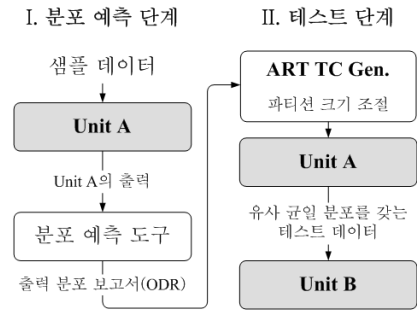 I. 분포 예측 단계
샘플 데이터
Unit A
Unit A의 출력
분포 예측 도구
출력 분포 보고서(ODR)
II. 테스트 단계
ART TC Gen.
파티션 크기 조절
Unit A
유사 균일 분포를 갖는
테스트 데이터
Unit B